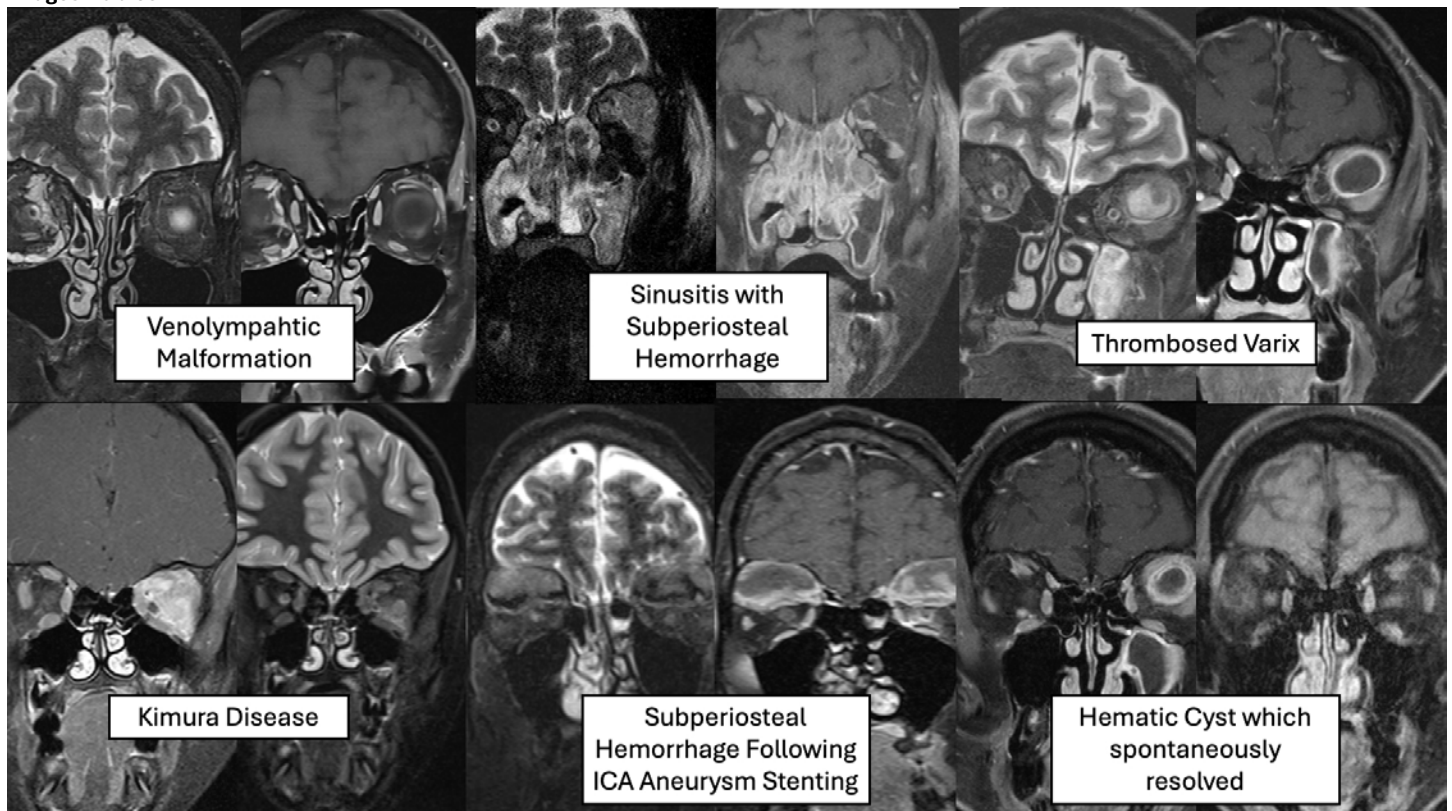 Venolympahtic
Malformation
Sinusitis with
Subperiosteal
Hemorrhage
Thrombosed Varix
Kimura Disease
Subperiosteal
Hemorrhage Following
ICA Aneurysm Stenting
Hematic Cyst which
spontaneously
resolved